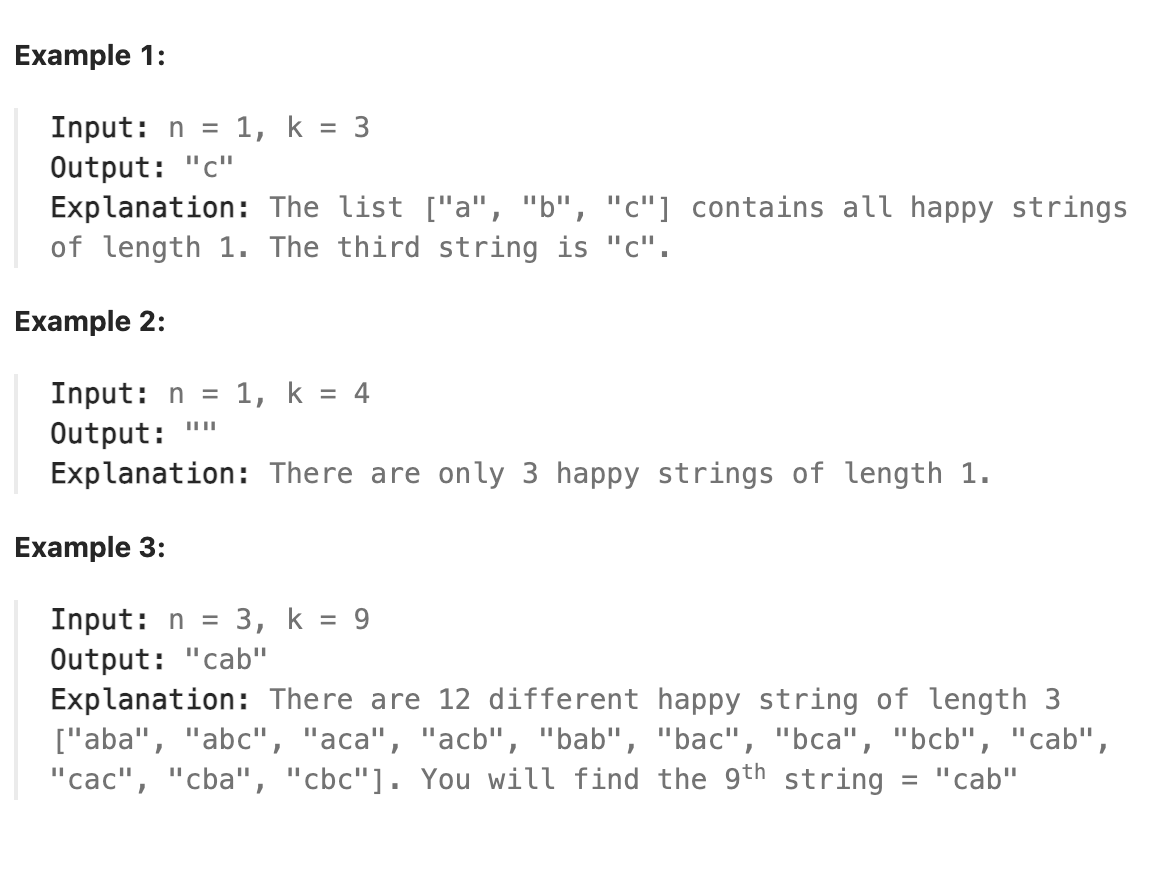 Example 1:
Input: n = 1, k = 3
Output: "c"
Explanation: The list ["a", "b", "c"] contains all happy strings
of length 1. The third string is "c".
Example 2:
Input: n = 1, k = 4
Output: ""
Explanation: There are only 3 happy strings of length 1.
Example 3:
Input: n = 3, k = 9
Output: "cab"
Explanation: There are 12 different happy string of length 3
["aba", "abc", "aca", "acb", "bab", "bac", "bca", "bcb", "cab",
"cac", "cba", "cbc"]. You will find the 9th string = "cab"